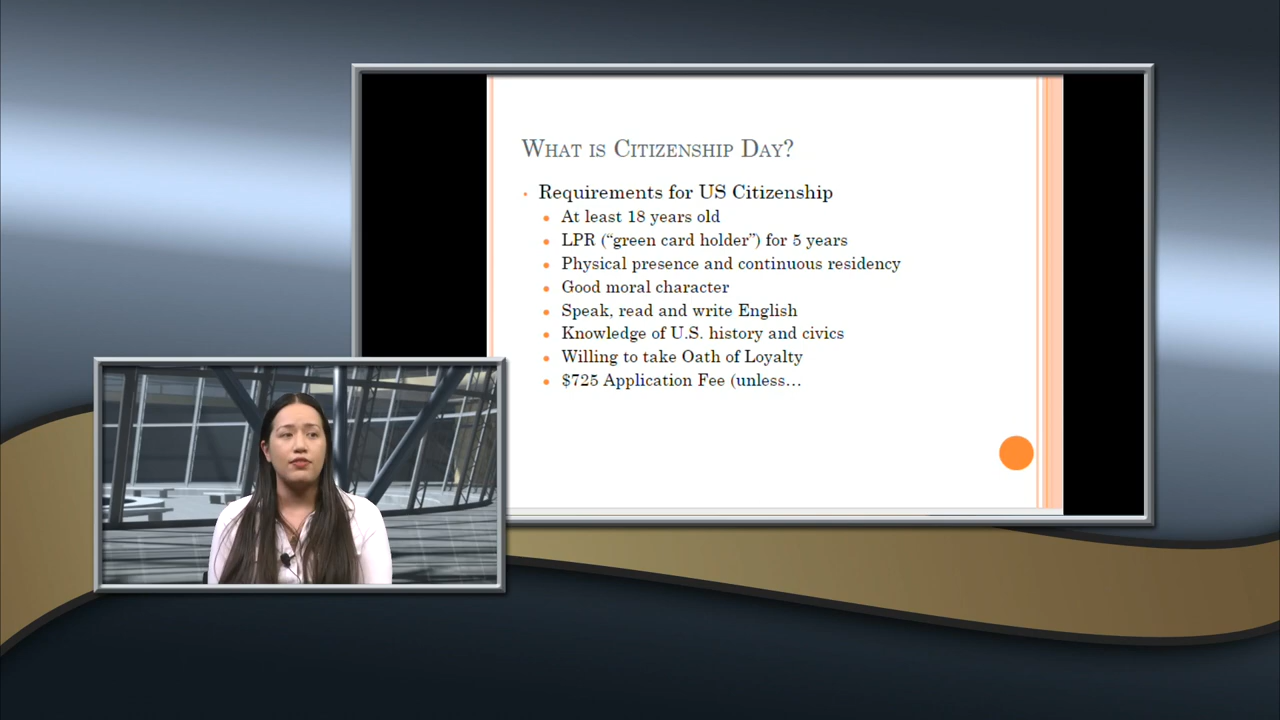 What is Citizenship Day?
Requirements for US Citizenship
At least 18 years old
LPR (“green card holder”) for 5 years
Physical presence and continuous residency
Good moral character
Speak, read and write English
Knowledge of U.S. history and civics
Willing to take Oath of Loyalty
$725 Application Fee (unless…